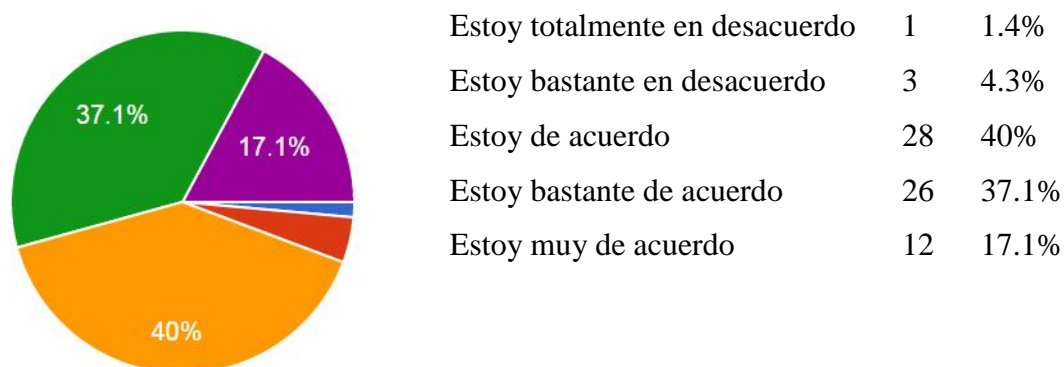 37.1%
17.1%
40%
Estoy totalmente en desacuerdo 1 1.4%
Estoy bastante en desacuerdo 3 4.3%
Estoy de acuerdo 28 40%
Estoy bastante de acuerdo 26 37.1%
Estoy muy de acuerdo 12 17.1%